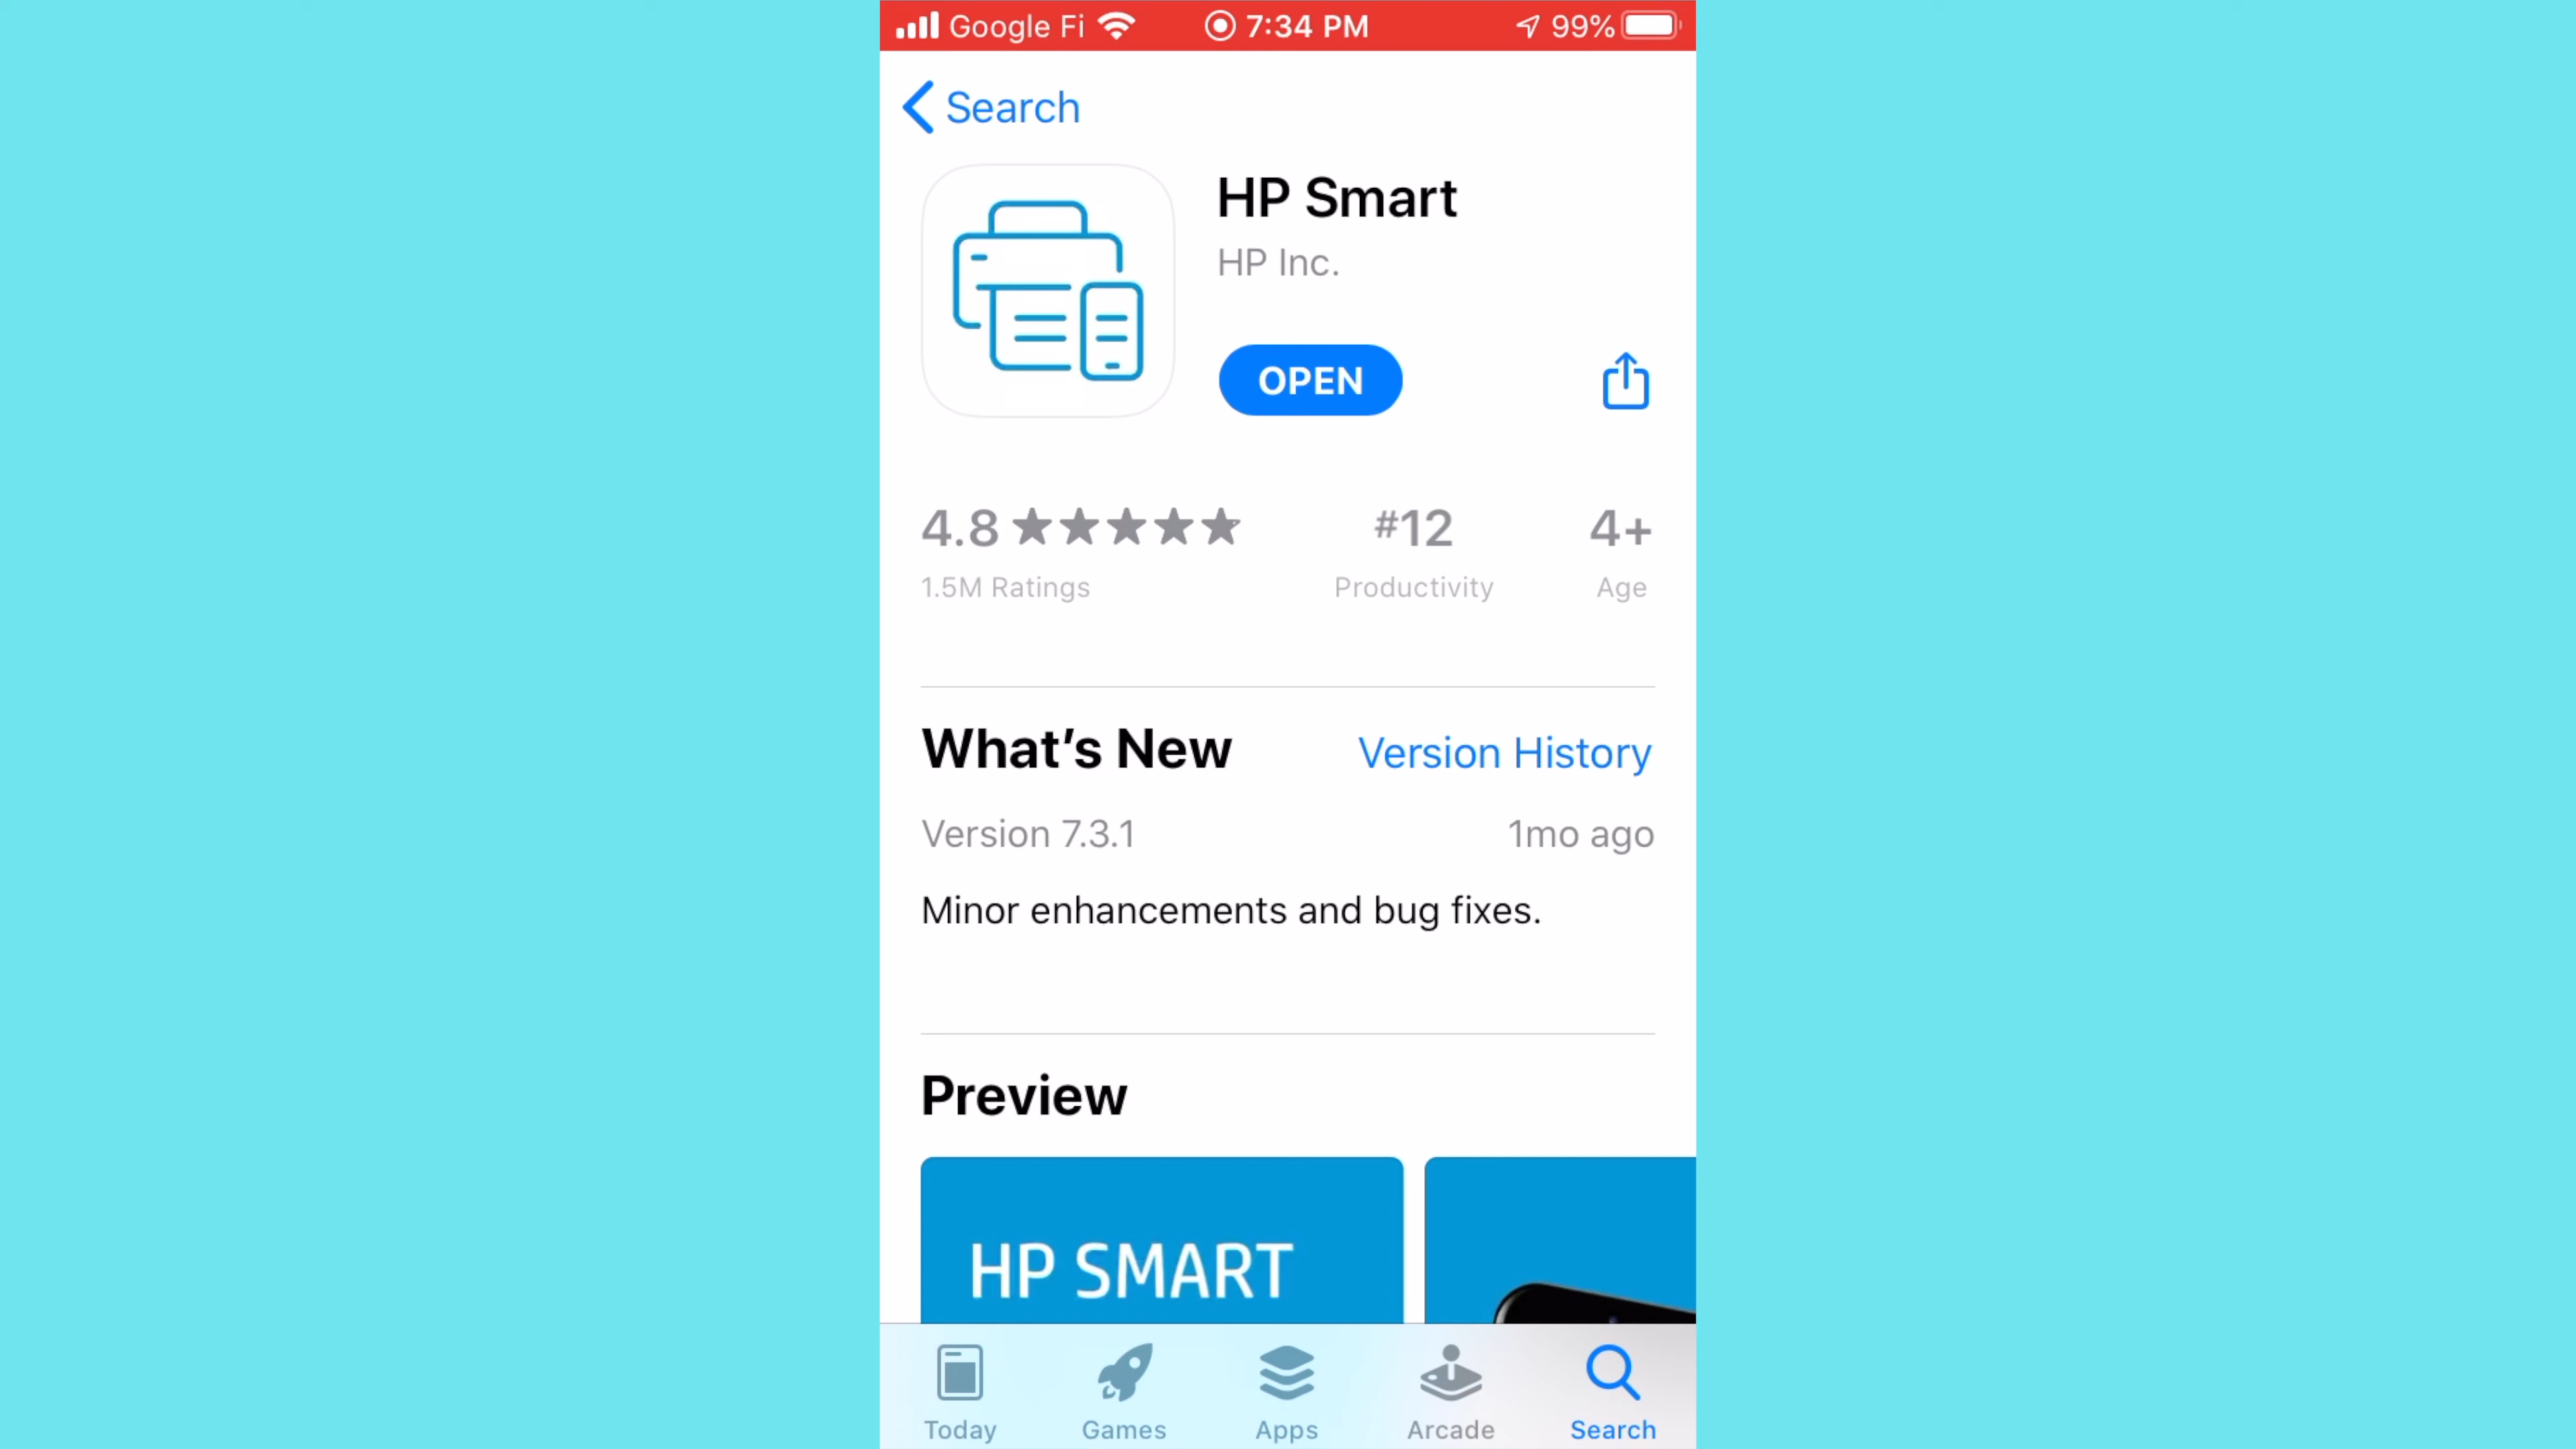 Google Fi 7:34 PM 99%
Search
HP Smart
HP Inc.
OPEN
4.8 #12 4+
1.5M Ratings Productivity Age
What's New Version History
Version 7.3.1 1mo ago
Minor enhancements and bug fixes.
Preview
HP SMART
Today Games Apps Arcade Search